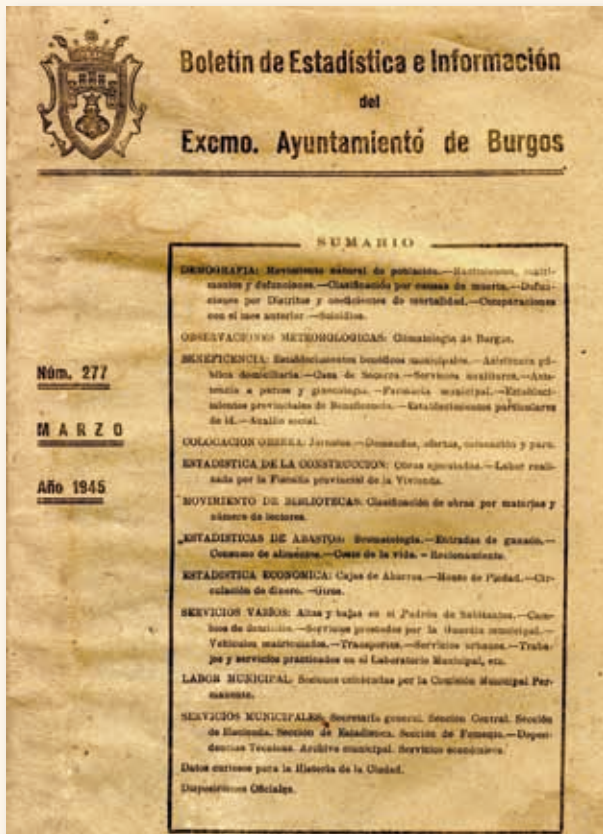 Boletín de Estadística e Información
del
Excmo. Ayuntamiento de Burgos
SUMARIO
DEMOGRAFIA: Movimiento natural de población.—Nacimientos, matri-
monios y defunciones.—Clasificación por causas de muerte.—Defun-
ciones por Distritos y coeficientes de mortalidad.—Comparaciones
con el mes anterior.—Suicidios.
OBSERVACIONES METEOROLOGICAS: Climatología de Burgos.
BENEFICENCIA: Establecimientos benéficos municipales.—Asistencia pú-
blica domiciliaria.—Casa de Socorro.—Servicios sanitarios.—Asis-
tencia a partos y ginecología.—Farmacia municipal.—Estableci-
mientos provinciales de Beneficencia.—Establecimientos particulares
de id.—Auxilio social.
COLOCACION OBRERA: Jornales.—Demandas, ofertas, colocación y paro.
ESTADISTICA DE LA CONSTRUCCION: Obras ejecutadas.—Labor reali-
zada por la Fiscalía provincial de la Vivienda.
MOVIMIENTO DE BIBLIOTECAS: Clasificación de obras por materias y
número de lectores.
ESTADISTICAS DE ABASTOS: Bromatología.—Entradas de ganado.—
Consumo de alimentos.—Coste de la vida.—Racionamiento.
ESTADISTICA ECONOMICA: Cajas de Ahorros.—Monte de Piedad.—Cir-
culación de dinero.—Giros.
SERVICIOS VARIOS: Altas y bajas en el Padrón de habitantes.—Cam-
bios de domicilio.—Servicios prestados por la Guardia municipal.—
Vehículos matriculados.—Transportes.—Servicios urbanos.—Traba-
jos y servicios practicados en el Laboratorio Municipal, etc.
LABOR MUNICIPAL: Sesiones celebradas por la Comisión Municipal Per-
manente.
SERVICIOS MUNICIPALES: Secretaría general. Sección Central. Sección
de Hacienda. Sección de Estadística. Sección de Fomento.—Depen-
dencias Técnicas. Archivo municipal. Servicios económicos.
Datos curiosos para la Historia de la Ciudad.
Disposiciones Oficiales.
Núm. 277
MARZO
Año 1945